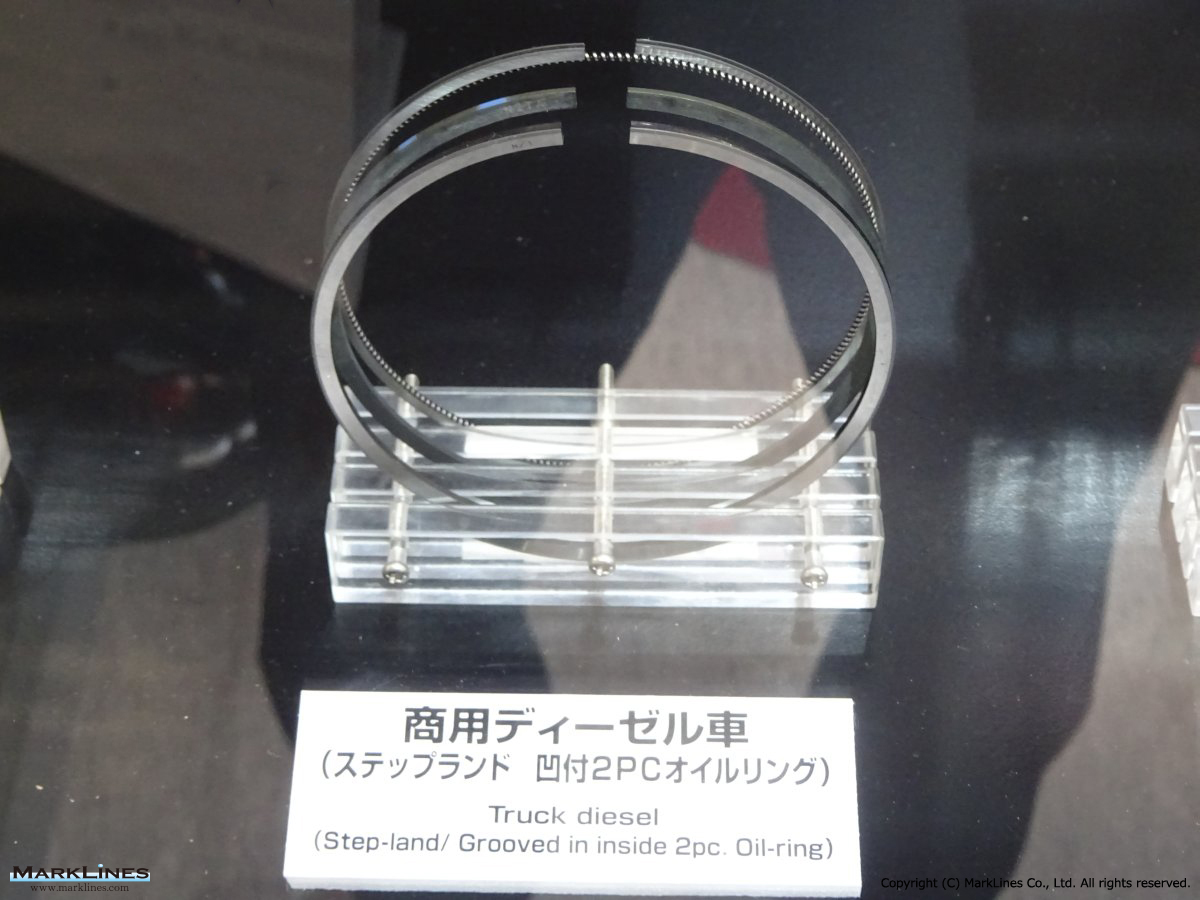 商用ディーゼル車
(ステップランド 凹付2PCオイルリング)
Truck diesel
(Step-land/ Grooved in inside 2pc. Oil-ring)
MARKLINES
www.marklines.com
Copyright (C) MarkLines Co., Ltd. All rights reserved.